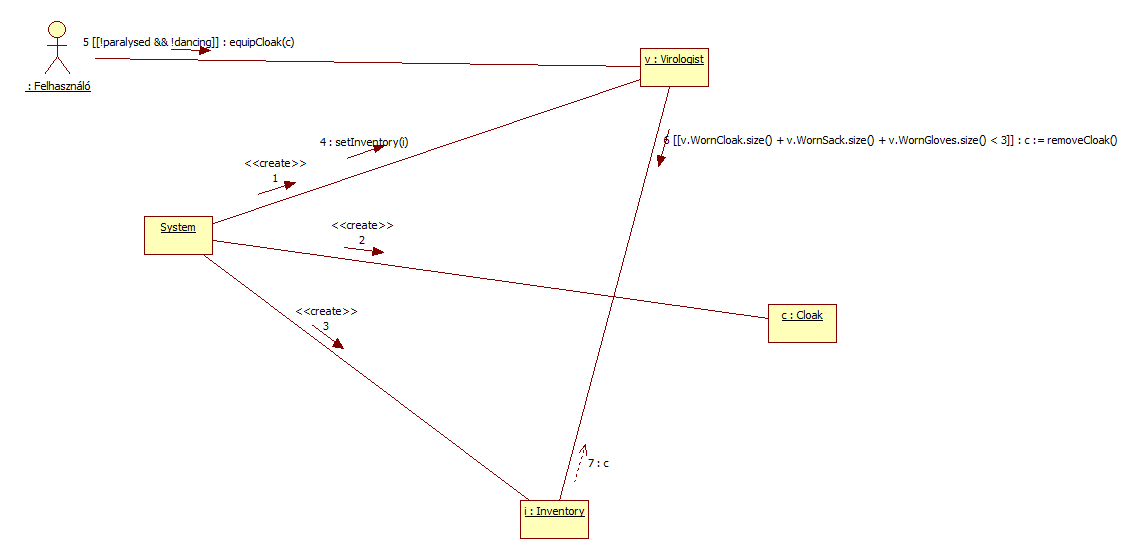 5 [[!paralysed && !dancing]] : equipCloak(c)
: Felhasználó
v : Virologist
4 : setInventory(i)
6 [[v.WornCloak.size() + v.WornSack.size() + v.WornGloves.size() < 3]] : c := removeCloak()
<<create>>
1
System
<<create>>
2
<<create>>
3
c : Cloak
7 : c
i : Inventory